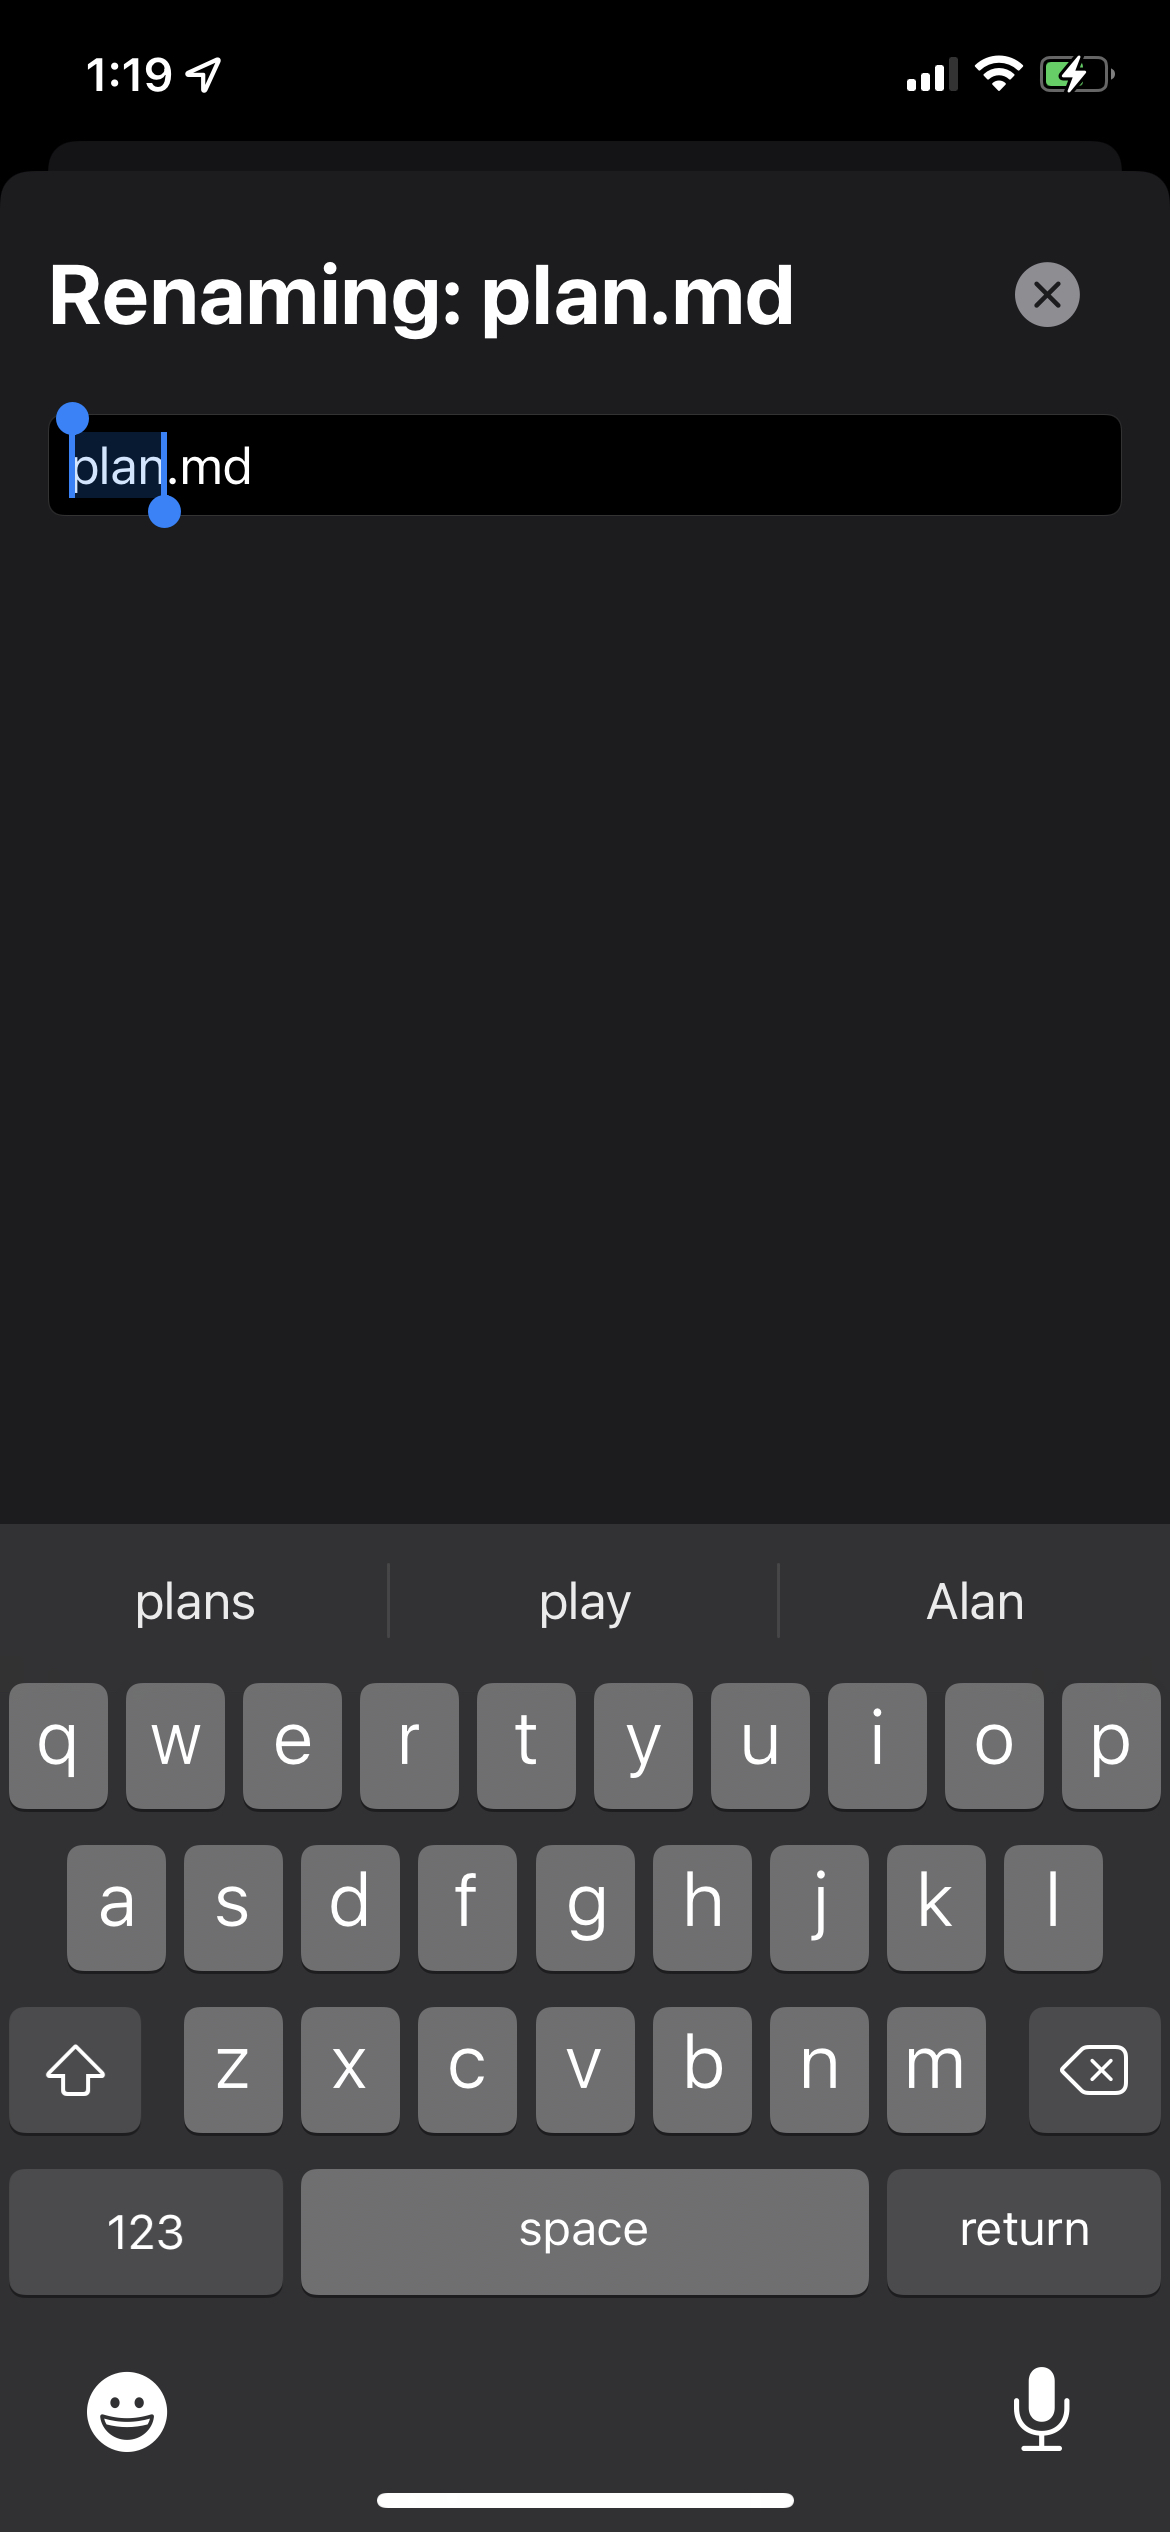 1:19
Renaming: plan.md
plan.md
plans play Alan
q w e r t y u i o p
a s d f g h j k l
z x c v b n m
123 space return